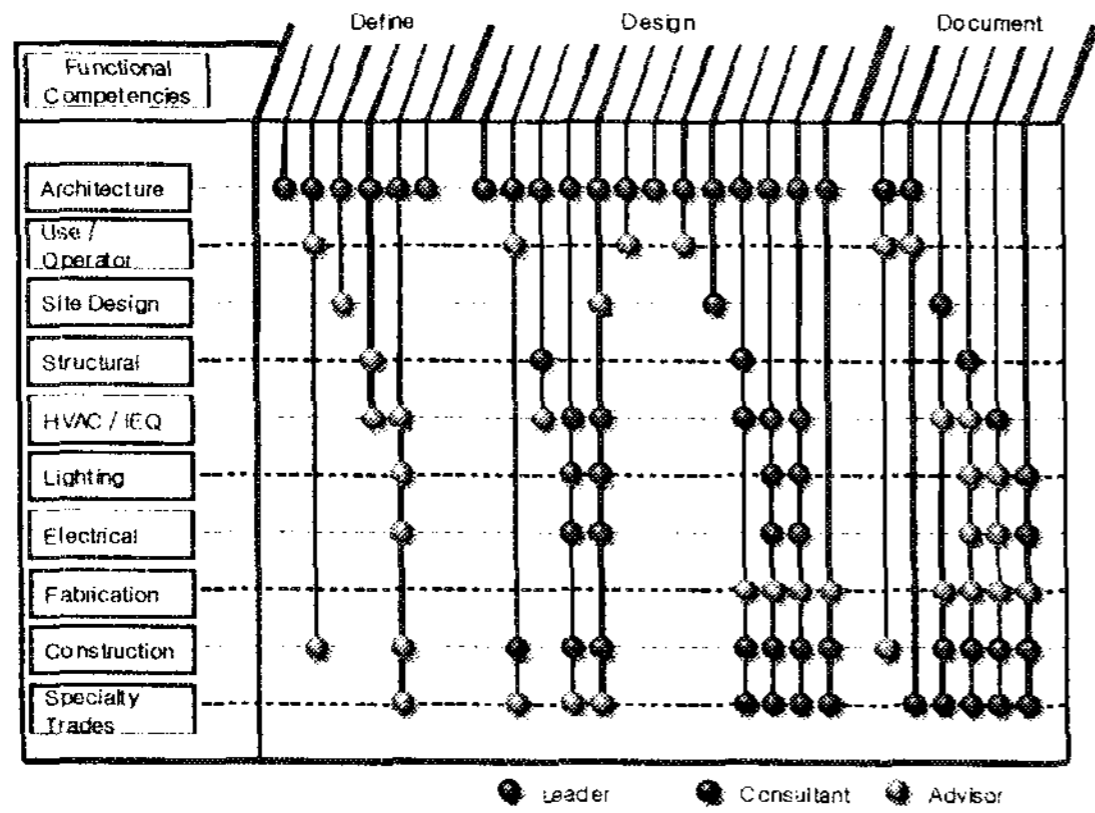 Define
Design
Document
Functional
Competencies
Architecture
Use /
Operator
Site Design
Structural
HVAC / IEQ
Lighting
Electrical
Fabrication
Construction
Specialty
Trades
Leader
Consultant
Advisor